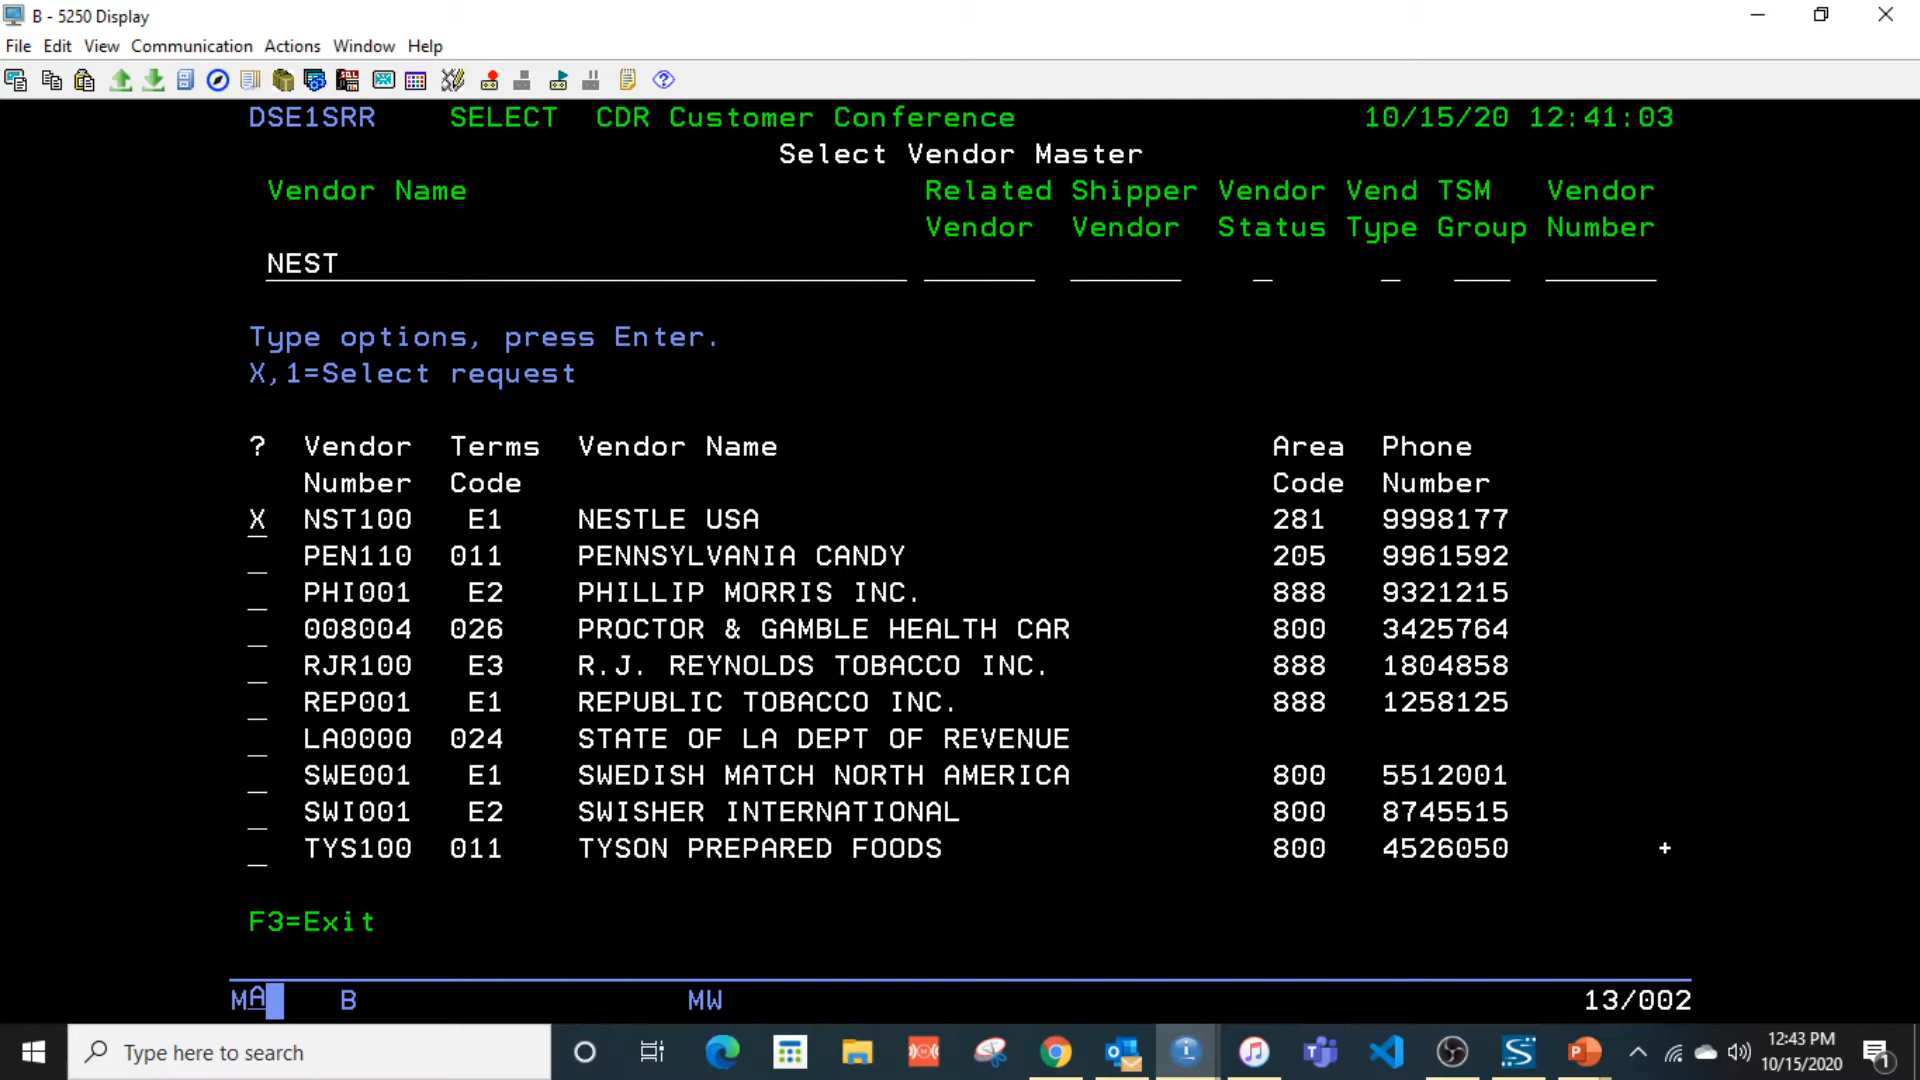 B - 5250 Display
File Edit View Communication Actions Window Help
DSE1SRR SELECT CDR Customer Conference 10/15/20 12:41:03
Select Vendor Master
Vendor Name Related Shipper Vendor Vend TSM Vendor
Vendor Vendor Status Type Group Number
NEST
Type options, press Enter.
X,1=Select request
? Vendor Terms Vendor Name Area Phone
Number Code Code Number
X NST100 E1 NESTLE USA 281 9998177
PEN110 011 PENNSYLVANIA CANDY 205 9961592
PHI001 E2 PHILLIP MORRIS INC. 888 9321215
008004 026 PROCTOR & GAMBLE HEALTH CAR 800 3425764
RJR100 E3 R.J. REYNOLDS TOBACCO INC. 888 1804858
REP001 E1 REPUBLIC TOBACCO INC. 888 1258125
LA0000 024 STATE OF LA DEPT OF REVENUE
SWE001 E1 SWEDISH MATCH NORTH AMERICA 800 5512001
SWI001 E2 SWISHER INTERNATIONAL 800 8745515
TYS100 011 TYSON PREPARED FOODS 800 4526050 +
F3=Exit
MA B MW 13/002
Type here to search
12:43 PM
10/15/2020
1